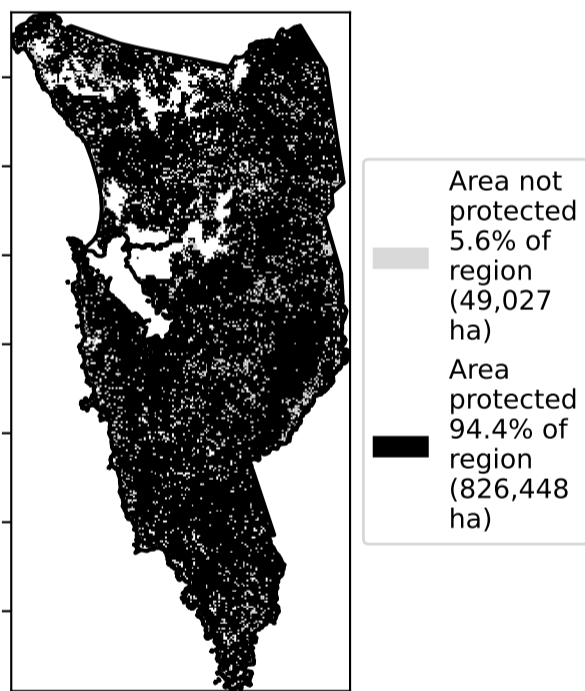 Area not
protected
5.6% of
region
(49,027
ha)
Area
protected
94.4% of
region
(826,448
ha)